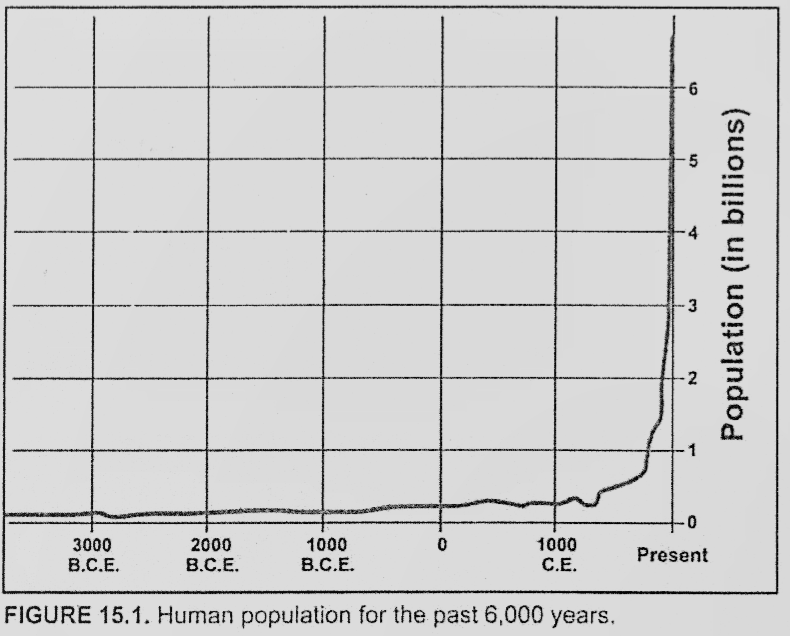 6
5
4
3
2
1
0
Population (in billions)
3000 2000 1000 0 1000 Present
B.C.E. B.C.E. B.C.E. C.E.
FIGURE 15.1. Human population for the past 6,000 years.